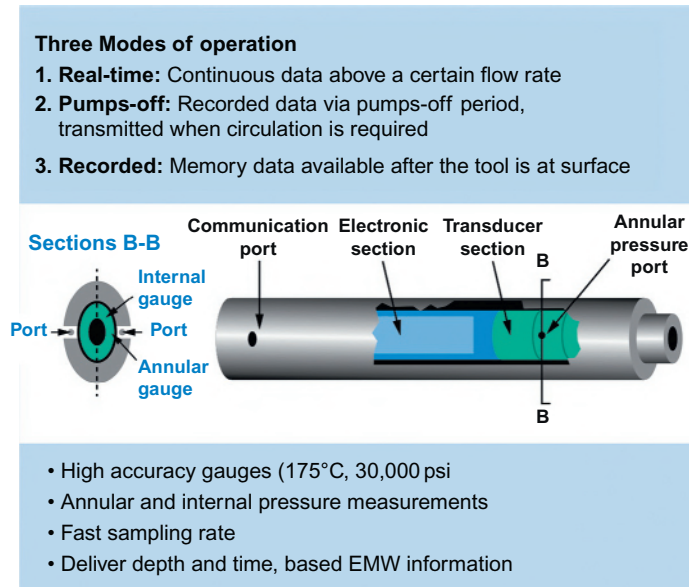 Three Modes of operation
1. Real-time: Continuous data above a certain flow rate
2. Pumps-off: Recorded data via pumps-off period,
transmitted when circulation is required
3. Recorded: Memory data available after the tool is at surface
Sections B-B
Internal
gauge
Port
Port
Annular
gauge
Communication
port
Electronic
section
Transducer
section
Annular
pressure
port
B
B
• High accuracy gauges (175°C, 30,000 psi
• Annular and internal pressure measurements
• Fast sampling rate
• Deliver depth and time, based EMW information